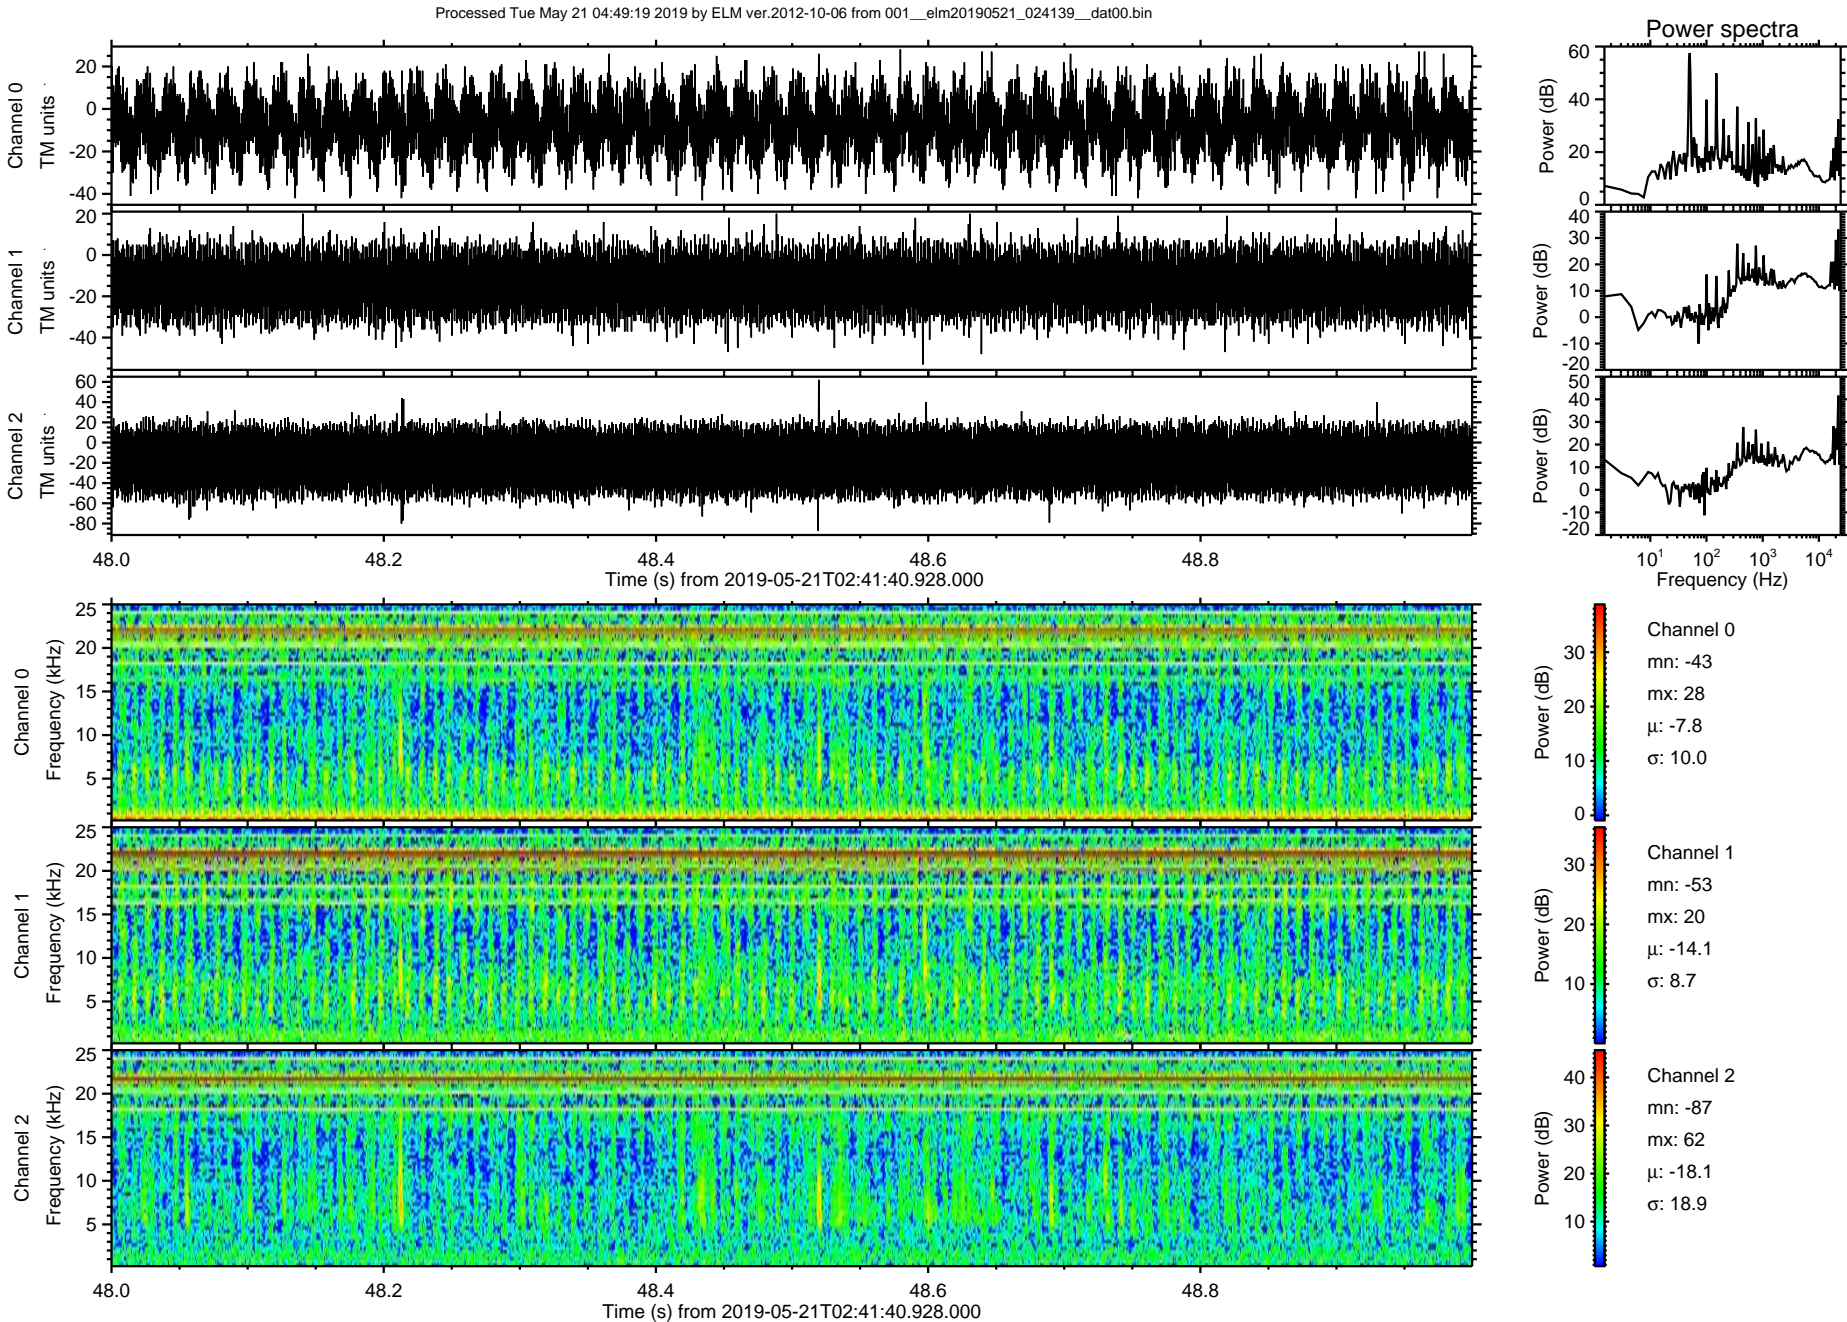 Processed Tue May 21 04:49:19 2019 by ELM ver.2012-10-06 from 001__elm20190521_024139__dat00.bin
Power spectra
Channel 0
TM units
20
0
-20
-40
Power (dB)
60
40
20
0
Channel 1
TM units
20
0
-20
-40
Power (dB)
40
30
20
10
0
-10
-20
Channel 2
TM units
60
40
20
0
-20
-40
-60
-80
Power (dB)
50
40
30
20
10
0
-10
-20
48.0 48.2 48.4 48.6 48.8
Time (s) from 2019-05-21T02:41:40.928.000
10¹ 10² 10³ 10⁴
Frequency (Hz)
Channel 0
Frequency (kHz)
25
20
15
10
5
Power (dB)
30
20
10
0
Channel 0
mn: -43
mx: 28
μ: -7.8
σ: 10.0
Channel 1
Frequency (kHz)
25
20
15
10
5
Power (dB)
30
20
10
Channel 1
mn: -53
mx: 20
μ: -14.1
σ: 8.7
Channel 2
Frequency (kHz)
25
20
15
10
5
Power (dB)
40
30
20
10
Channel 2
mn: -87
mx: 62
μ: -18.1
σ: 18.9
48.0 48.2 48.4 48.6 48.8
Time (s) from 2019-05-21T02:41:40.928.000